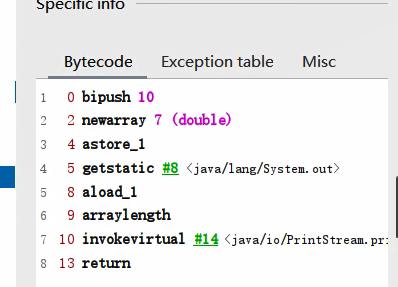 Specific info
Bytecode Exception table Misc
1 0 bipush 10
2 2 newarray 7 (double)
3 4 astore_1
4 5 getstatic #8 <java/lang/System.out>
5 8 aload_1
6 9 arraylength
7 10 invokevirtual #14 <java/io/PrintStream.pri
8 13 return